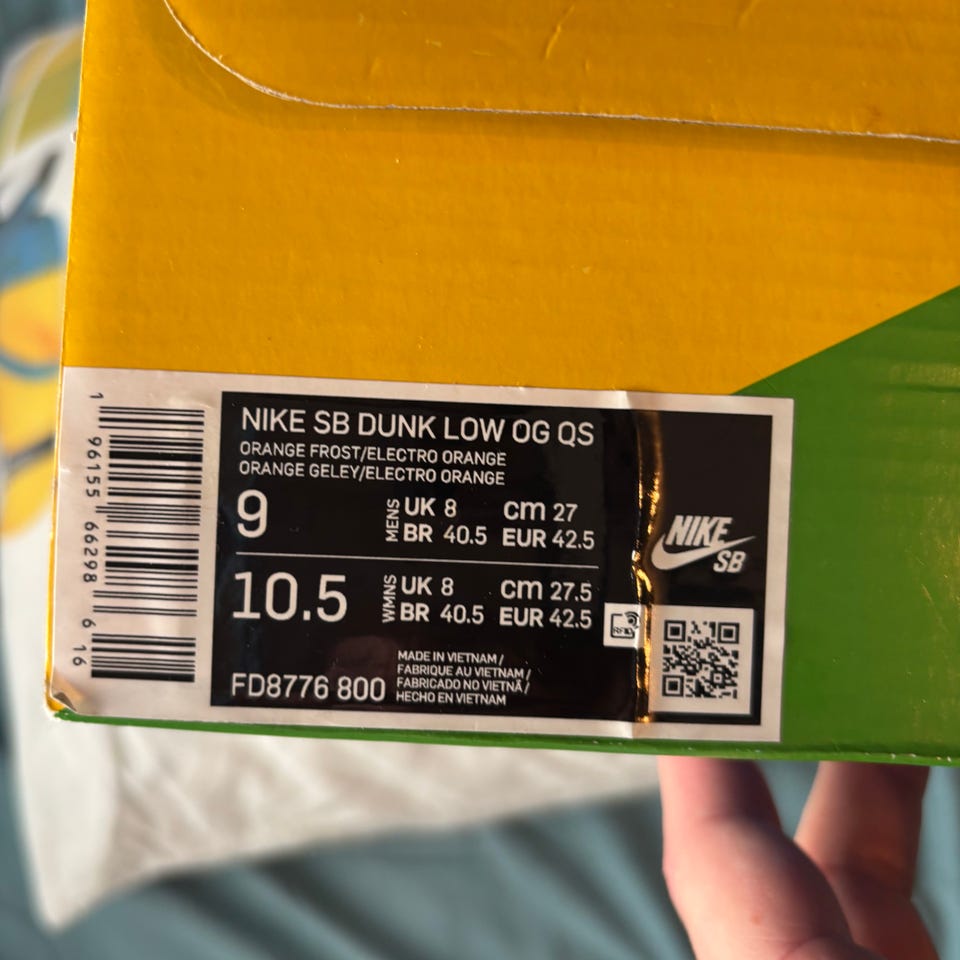 1 96155 66298 6 16
NIKE SB DUNK LOW OG QS
ORANGE FROST/ELECTRO ORANGE
ORANGE GELEY/ELECTRO ORANGE
9
MENS
UK 8 cm 27
BR 40.5 EUR 42.5
10.5
WMNS
UK 8 cm 27.5
BR 40.5 EUR 42.5
FD8776 800
MADE IN VIETNAM /
FABRIQUE AU VIETNAM /
FABRICADO NO VIETNÃ /
HECHO EN VIETNAM
RFID
NIKE
SB